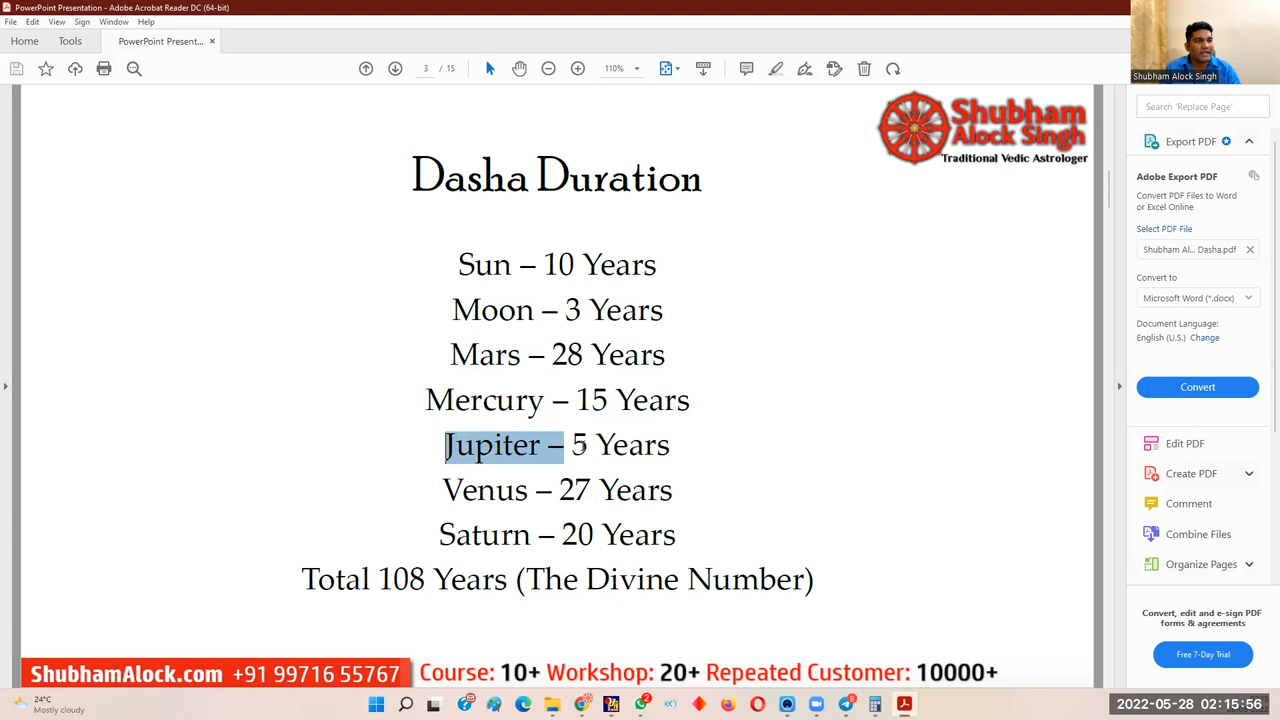 PowerPoint Presentation - Adobe Acrobat Reader DC (64-bit)
File Edit View Sign Window Help
Home Tools PowerPoint Present... ×
3 / 15 110%
Shubham Alock Singh
Shubham
Alock Singh
Traditional Vedic Astrologer
Dasha Duration
Sun – 10 Years
Moon – 3 Years
Mars – 28 Years
Mercury – 15 Years
Jupiter – 5 Years
Venus – 27 Years
Saturn – 20 Years
Total 108 Years (The Divine Number)
ShubhamAlock.com +91 99716 55767 Course: 10+ Workshop: 20+ Repeated Customer: 10000+
Search 'Replace Page'
Export PDF
Adobe Export PDF
Convert PDF Files to Word
or Excel Online
Select PDF File
Shubham Al... Dasha.pdf
Convert to
Microsoft Word (*.docx)
Document Language:
English (U.S.) Change
Convert
Edit PDF
Create PDF
Comment
Combine Files
Organize Pages
Convert, edit and e-sign PDF
forms & agreements
Free 7-Day Trial
24°C
Mostly cloudy
2
8
2022-05-28 02:15:56